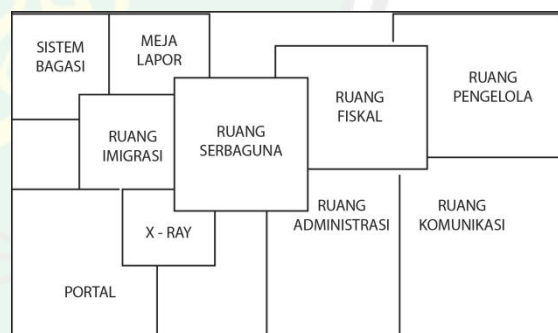 SISTEM
BAGASI
MEJA
LAPOR
RUANG
IMIGRASI
RUANG
SERBAGUNA
RUANG
FISKAL
RUANG
PENGELOLA
X - RAY
RUANG
ADMINISTRASI
RUANG
KOMUNIKASI
PORTAL